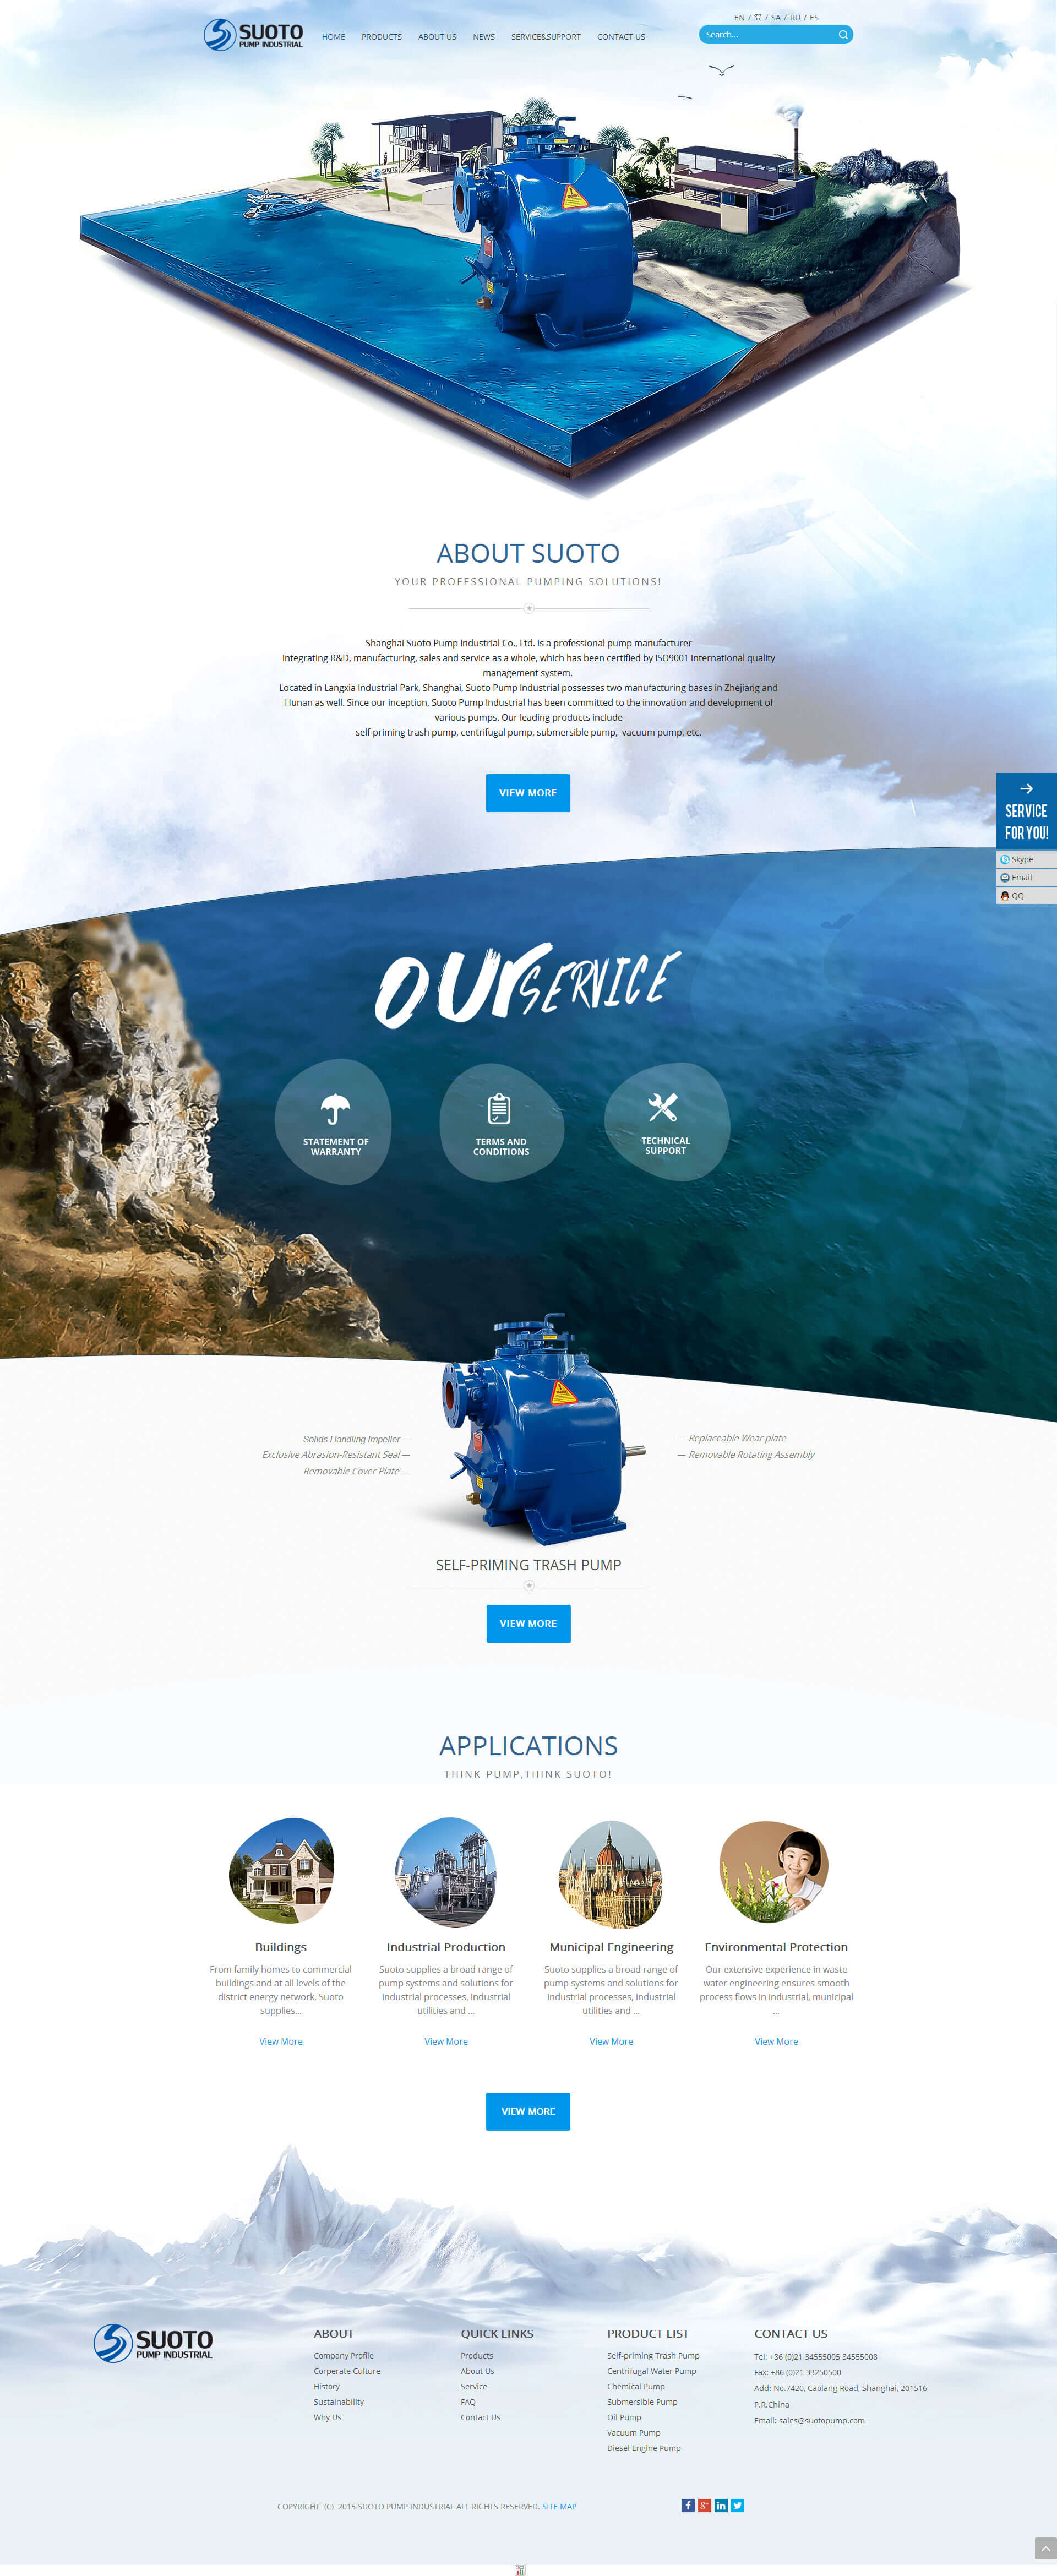 SUOTO
PUMP INDUSTRIAL
HOME PRODUCTS ABOUT US NEWS SERVICE&SUPPORT CONTACT US
EN / 简 / SA / RU / ES
Search...
SUOTO
ABOUT SUOTO
YOUR PROFESSIONAL PUMPING SOLUTIONS!
Shanghai Suoto Pump Industrial Co., Ltd. is a professional pump manufacturer
integrating R&D, manufacturing, sales and service as a whole, which has been certified by ISO9001 international quality
management system.
Located in Langxia Industrial Park, Shanghai, Suoto Pump Industrial possesses two manufacturing bases in Zhejiang and
Hunan as well. Since our inception, Suoto Pump Industrial has been committed to the innovation and development of
various pumps. Our leading products include
self-priming trash pump, centrifugal pump, submersible pump, vacuum pump, etc.
VIEW MORE
SERVICE
FOR YOU!
Skype
Email
QQ
OUR SERVICE
STATEMENT OF
WARRANTY
TERMS AND
CONDITIONS
TECHNICAL
SUPPORT
Solids Handling Impeller —
Exclusive Abrasion-Resistant Seal —
Removable Cover Plate —
— Replaceable Wear plate
— Removable Rotating Assembly
SELF-PRIMING TRASH PUMP
VIEW MORE
APPLICATIONS
THINK PUMP,THINK SUOTO!
Buildings
From family homes to commercial
buildings and at all levels of the
district energy network, Suoto
supplies...
View More
Industrial Production
Suoto supplies a broad range of
pump systems and solutions for
industrial processes, industrial
utilities and ...
View More
Municipal Engineering
Suoto supplies a broad range of
pump systems and solutions for
industrial processes, industrial
utilities and ...
View More
Environmental Protection
Our extensive experience in waste
water engineering ensures smooth
process flows in industrial, municipal
...
View More
VIEW MORE
SUOTO
PUMP INDUSTRIAL
ABOUT
Company Profile
Corperate Culture
History
Sustainability
Why Us
QUICK LINKS
Products
About Us
Service
FAQ
Contact Us
PRODUCT LIST
Self-priming Trash Pump
Centrifugal Water Pump
Chemical Pump
Submersible Pump
Oil Pump
Vacuum Pump
Diesel Engine Pump
CONTACT US
Tel: +86 (0)21 34555005 34555008
Fax: +86 (0)21 33250500
Add: No.7420, Caolang Road, Shanghai, 201516
P.R.China
Email: sales@suotopump.com
COPYRIGHT (C) 2015 SUOTO PUMP INDUSTRIAL ALL RIGHTS RESERVED. SITE MAP